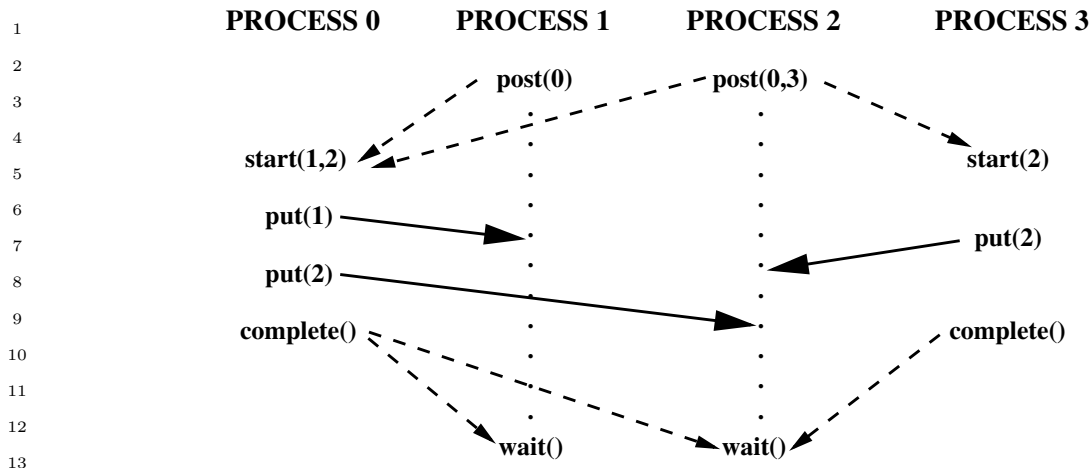 1 PROCESS 0 PROCESS 1 PROCESS 2 PROCESS 3
2 post(0) post(0,3)
3
4
start(1,2) start(2)
5
6 put(1)
7 put(2)
8 put(2)
9 complete() complete()
10
11
12
wait() wait()
13